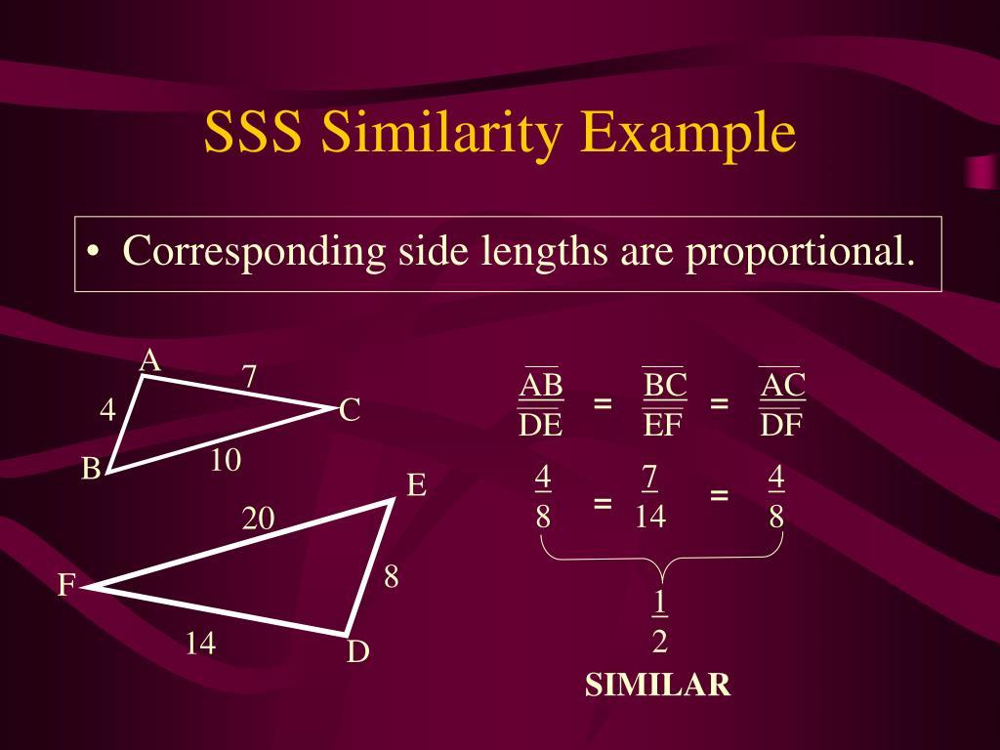 SSS Similarity Example
• Corresponding side lengths are proportional.
A
7
4
C
B
10
E
20
F
8
14
D
AB = BC = AC
DE EF DF
4 = 7 = 4
8 14 8
1
2
SIMILAR